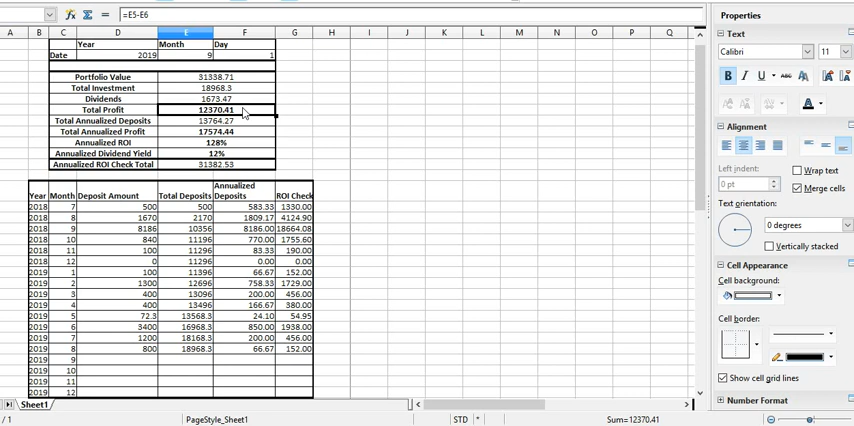 =E5-E6
A B C D E F G H I J K L M N O P Q
Year Month Day
Date 2019 9 1
Portfolio Value 31338.71
Total Investment 18968.3
Dividends 1673.47
Total Profit 12370.41
Total Annualized Deposits 13764.27
Total Annualized Profit 17574.44
Annualized ROI 128%
Annualized Dividend Yield 12%
Annualized ROI Check Total 31382.53
Year Month Deposit Amount Total Deposits Annualized Deposits ROI Check
2018 7 500 500 583.33 1330.00
2018 8 1670 2170 1809.17 4124.90
2018 9 8186 10356 8186.00 18664.08
2018 10 840 11196 770.00 1755.60
2018 11 100 11296 83.33 190.00
2018 12 0 11296 0.00 0.00
2019 1 100 11396 66.67 152.00
2019 2 1300 12696 758.33 1729.00
2019 3 400 13096 200.00 456.00
2019 4 400 13496 166.67 380.00
2019 5 72.3 13568.3 24.10 54.95
2019 6 3400 16968.3 850.00 1938.00
2019 7 1200 18168.3 200.00 456.00
2019 8 800 18968.3 66.67 152.00
2019 9
2019 10
2019 11
2019 12
Sheet1
/ 1 PageStyle_Sheet1 STD * Sum=12370.41
Properties
Text
Calibri 11
B I U ABC A A A
A
Alignment
Left indent: Wrap text
0 pt Merge cells
Text orientation:
0 degrees
Vertically stacked
Cell Appearance
Cell background:
Cell border:
Show cell grid lines
Number Format